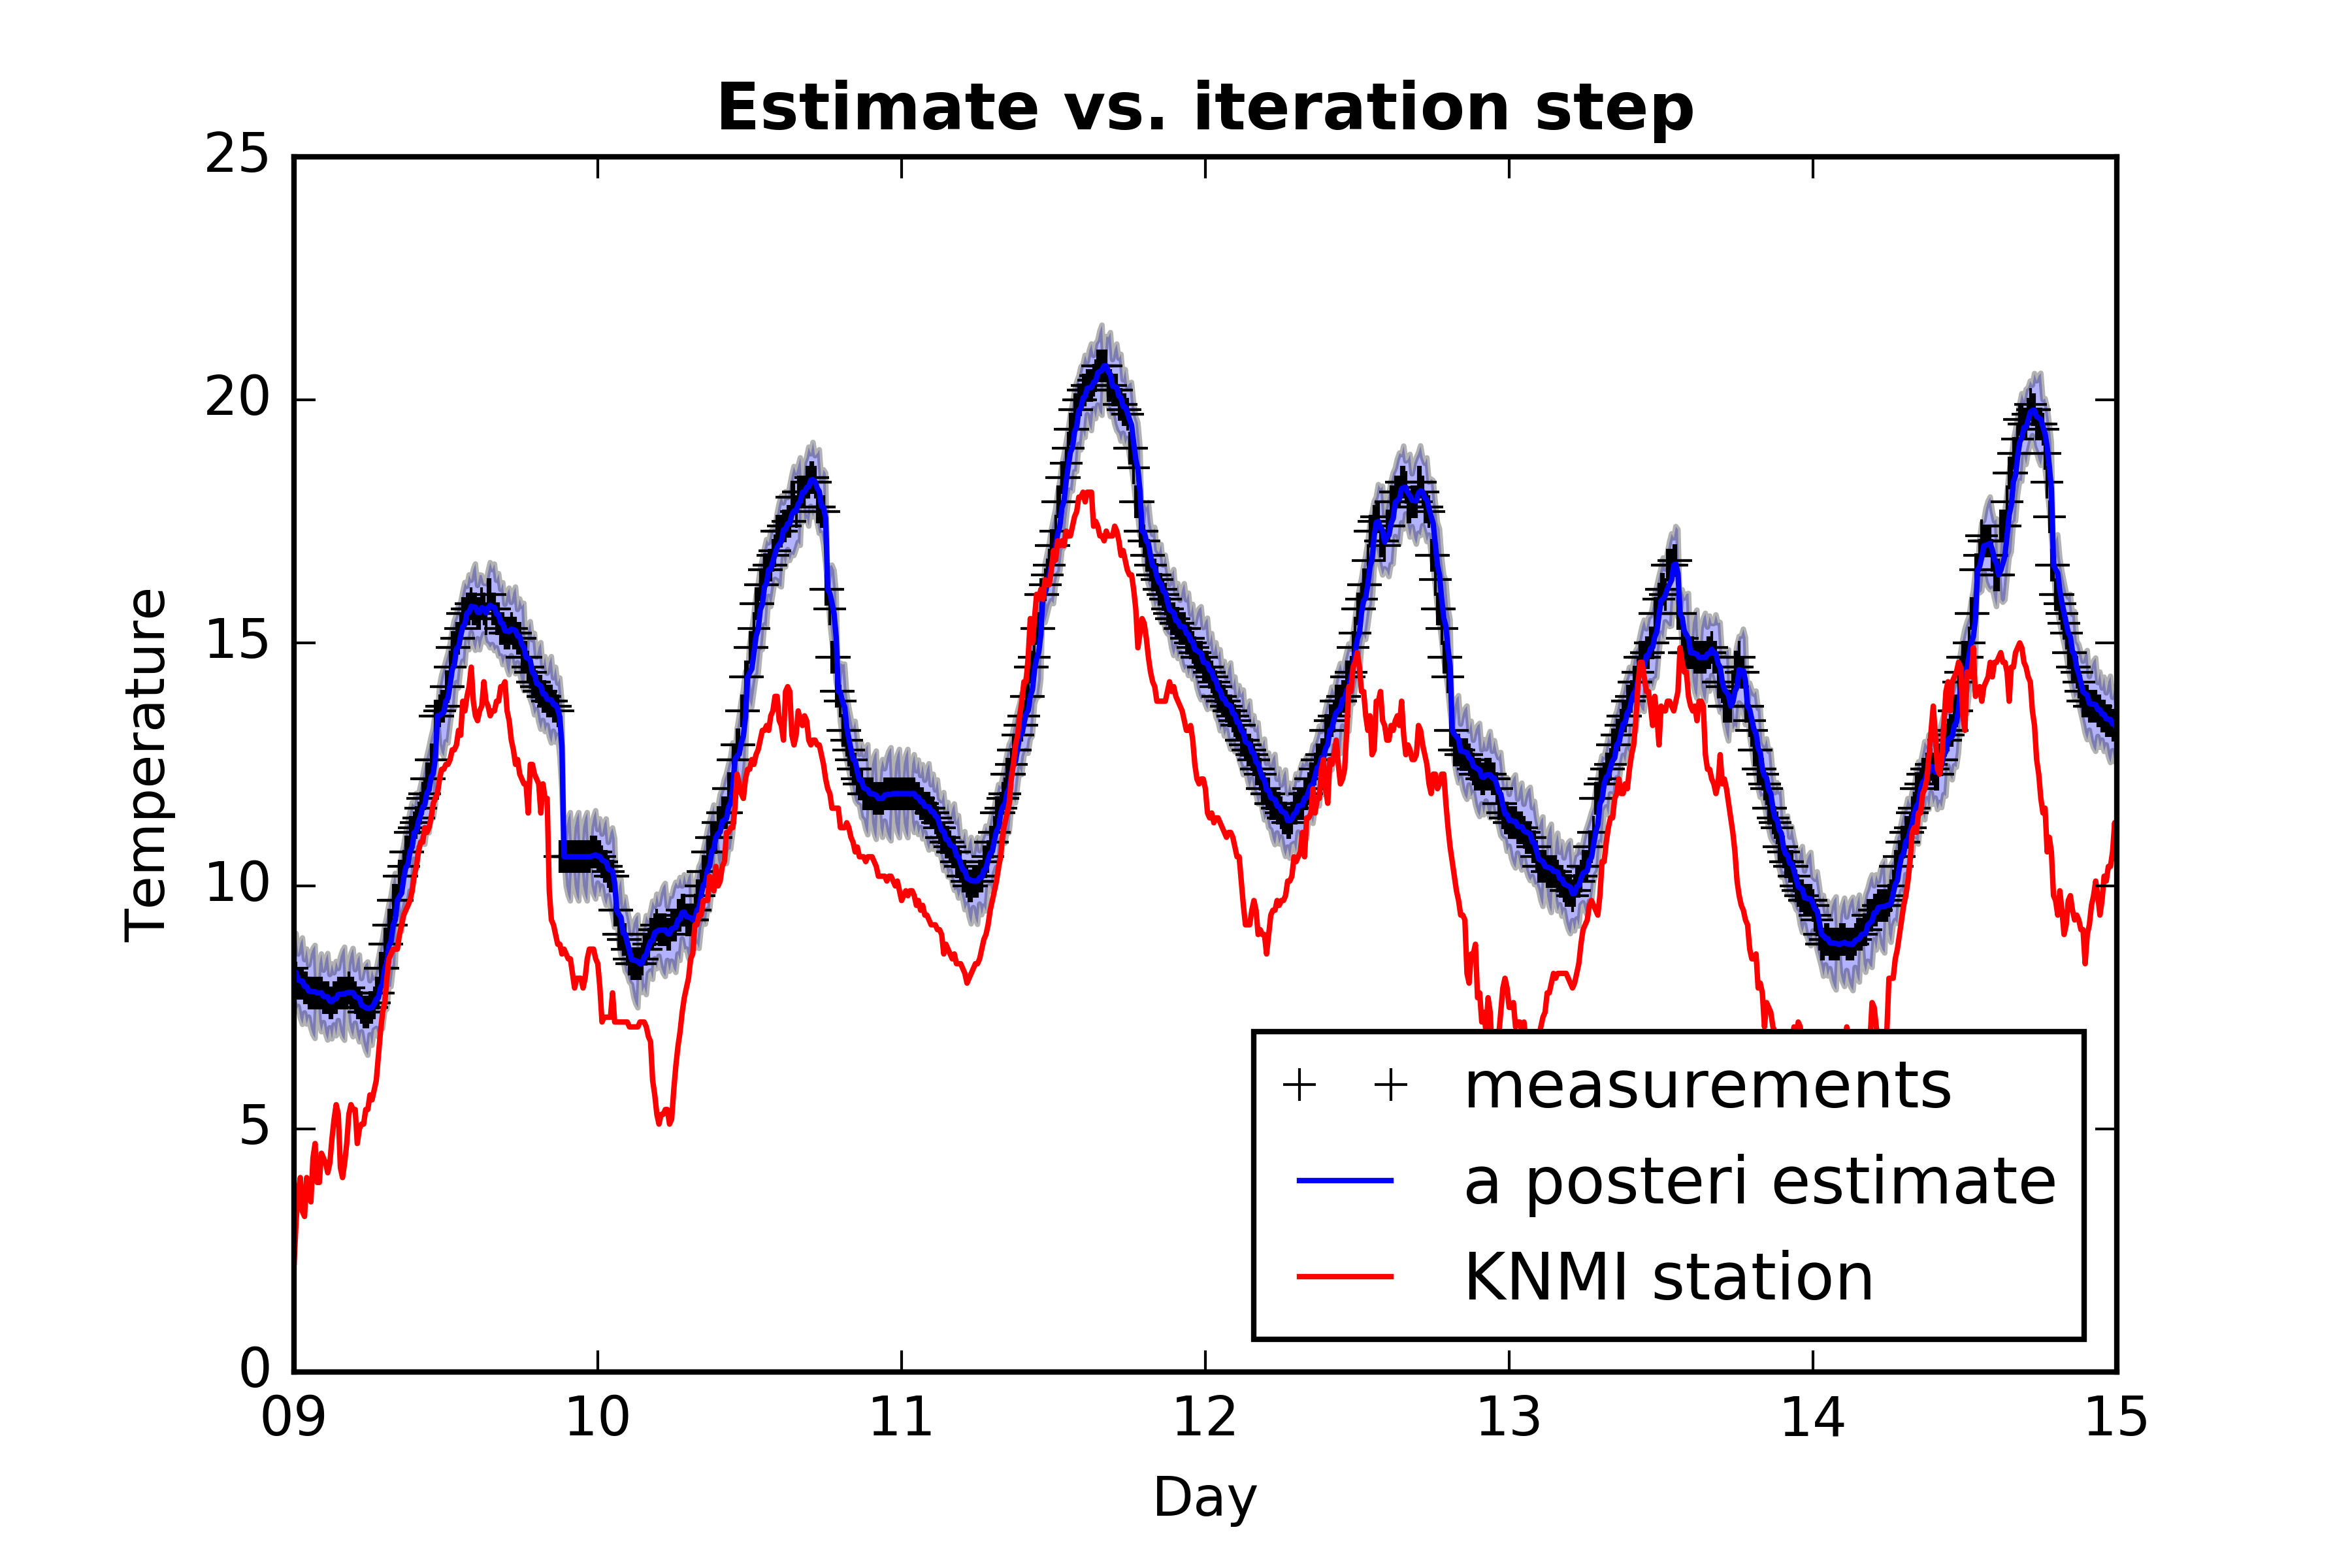 Estimate vs. iteration step
25
20
15
10
5
0
Temperature
09 10 11 12 13 14 15
Day
measurements
a posteri estimate
KNMI station